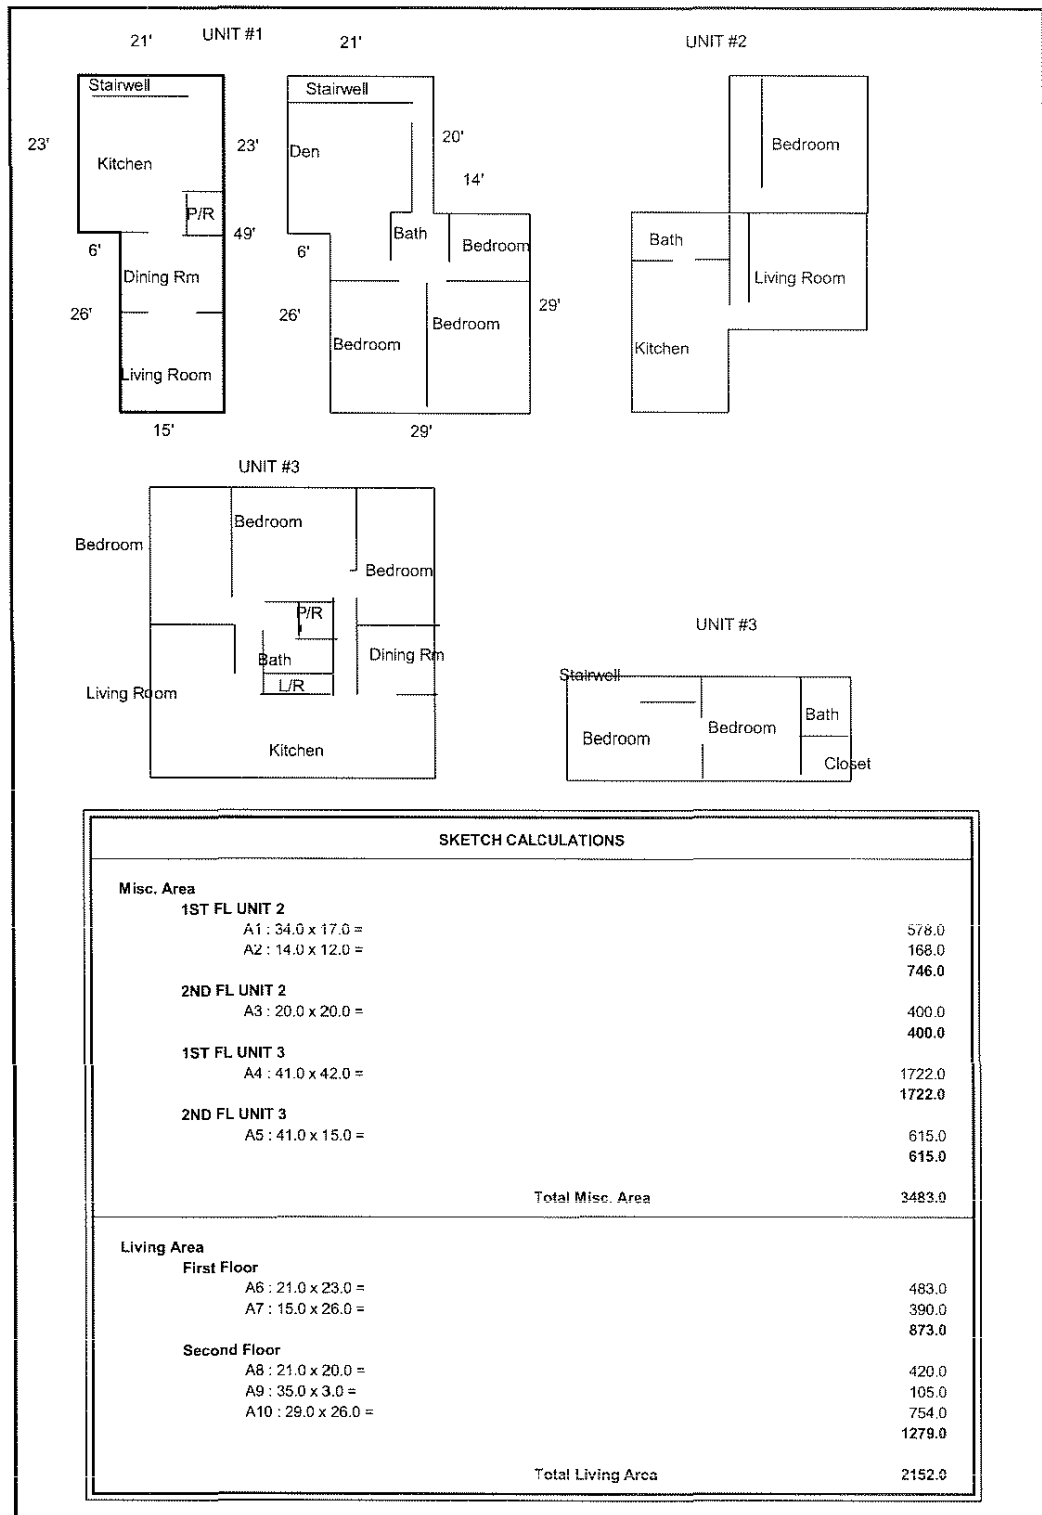 UNIT #1
21'
21'
UNIT #2
Stairwell
Stairwell
23'
23'
Den
20'
Bedroom
Kitchen
14'
P/R
49'
Bath
Bedroom
Bath
6'
6'
Dining Rm
Living Room
26'
26'
29'
Bedroom
Bedroom
Kitchen
Living Room
15'
29'
UNIT #3
Bedroom
Bedroom
Bedroom
P/R
UNIT #3
Bath
Dining Rm
Stairwell
L/R
Living Room
Bath
Bedroom
Bedroom
Kitchen
Closet
SKETCH CALCULATIONS
Misc. Area
1ST FL UNIT 2
A1 : 34.0 x 17.0 = 578.0
A2 : 14.0 x 12.0 = 168.0
746.0
2ND FL UNIT 2
A3 : 20.0 x 20.0 = 400.0
400.0
1ST FL UNIT 3
A4 : 41.0 x 42.0 = 1722.0
1722.0
2ND FL UNIT 3
A5 : 41.0 x 15.0 = 615.0
615.0
Total Misc. Area 3483.0
Living Area
First Floor
A6 : 21.0 x 23.0 = 483.0
A7 : 15.0 x 26.0 = 390.0
873.0
Second Floor
A8 : 21.0 x 20.0 = 420.0
A9 : 35.0 x 3.0 = 105.0
A10 : 29.0 x 26.0 = 754.0
1279.0
Total Living Area 2152.0